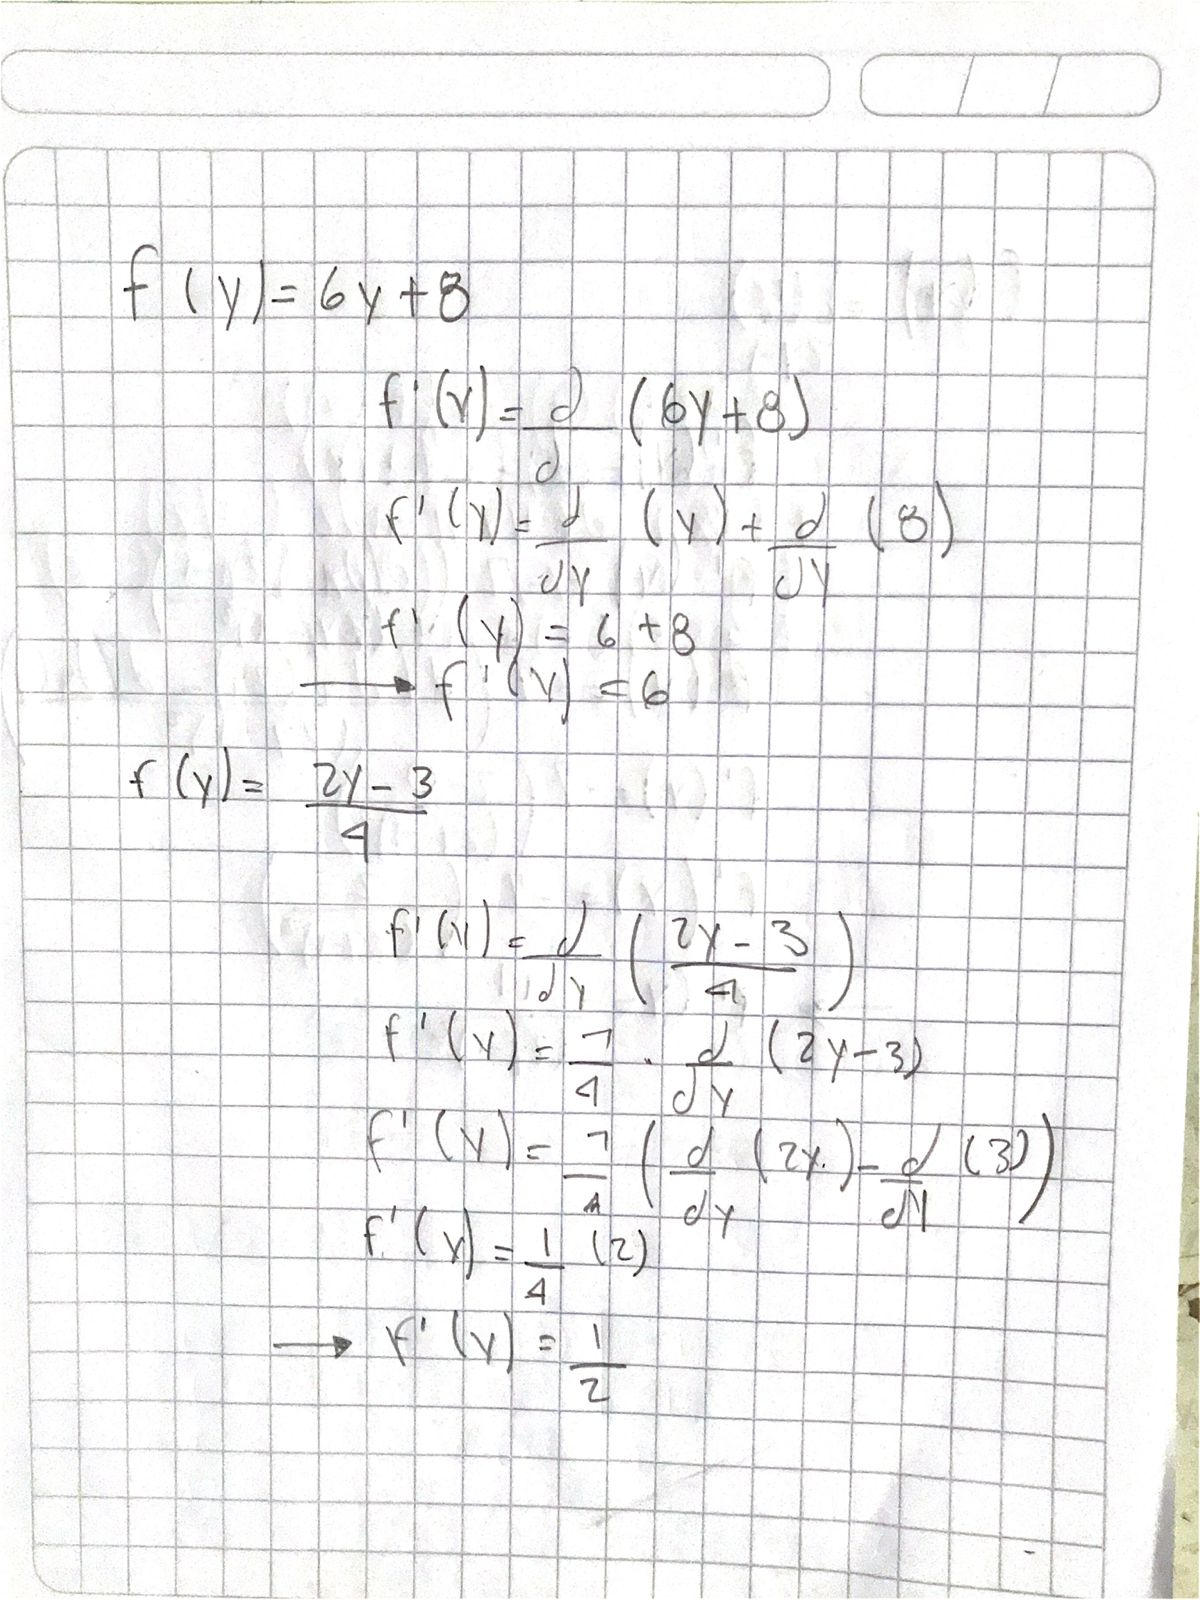 f(y)=6y+8
f'(y)=d/d (6y+8)
f'(y)=d/dy (y)+d/dy (8)
f'(y)=6+8
→ f'(y)=6
f(y)= 2y-3/4
f'(y)=d/dy (2y-3/4)
f'(y)=1/4 · d/dy (2y-3)
f'(y)=1/4 (d/dy (2y)-d/dy (3))
f'(y)=1/4 (2)
→ f'(y)=1/2